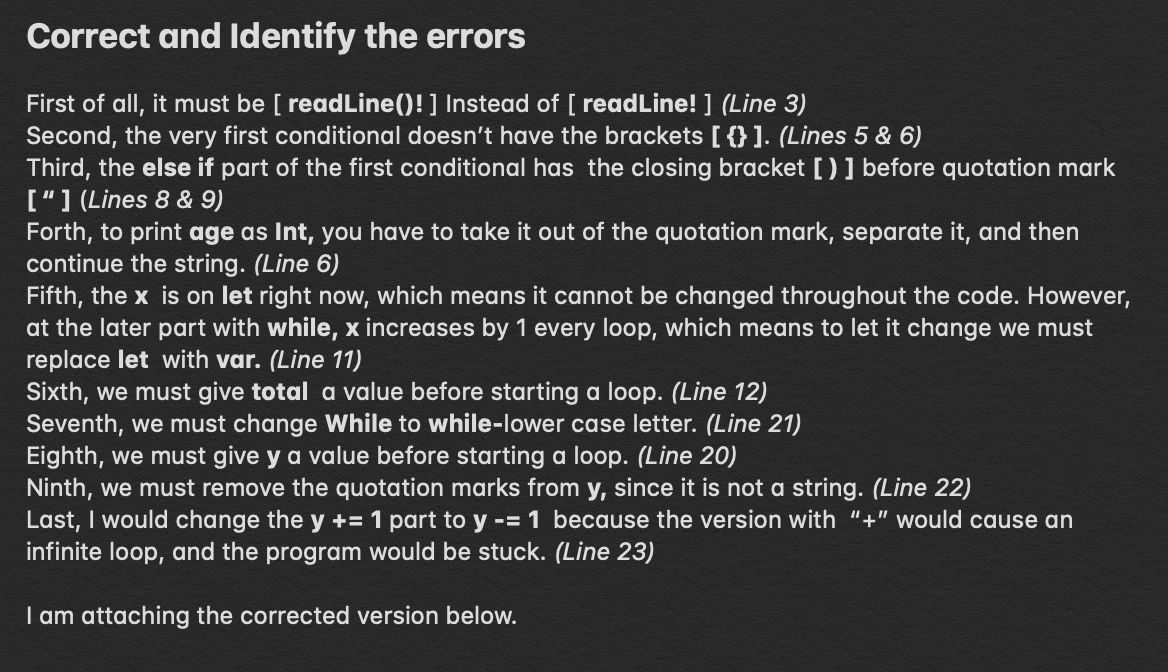 Correct and Identify the errors
First of all, it must be [ readLine()! ] Instead of [ readLine! ] (Line 3)
Second, the very first conditional doesn’t have the brackets [ {} ]. (Lines 5 & 6)
Third, the else if part of the first conditional has  the closing bracket [ ) ] before quotation mark
[ “ ] (Lines 8 & 9)
Forth, to print age as Int, you have to take it out of the quotation mark, separate it, and then
continue the string. (Line 6)
Fifth, the x  is on let right now, which means it cannot be changed throughout the code. However,
at the later part with while, x increases by 1 every loop, which means to let it change we must
replace let  with var. (Line 11)
Sixth, we must give total  a value before starting a loop. (Line 12)
Seventh, we must change While to while-lower case letter. (Line 21)
Eighth, we must give y a value before starting a loop. (Line 20)
Ninth, we must remove the quotation marks from y, since it is not a string. (Line 22)
Last, I would change the y += 1 part to y -= 1  because the version with  “+” would cause an
infinite loop, and the program would be stuck. (Line 23)
I am attaching the corrected version below.